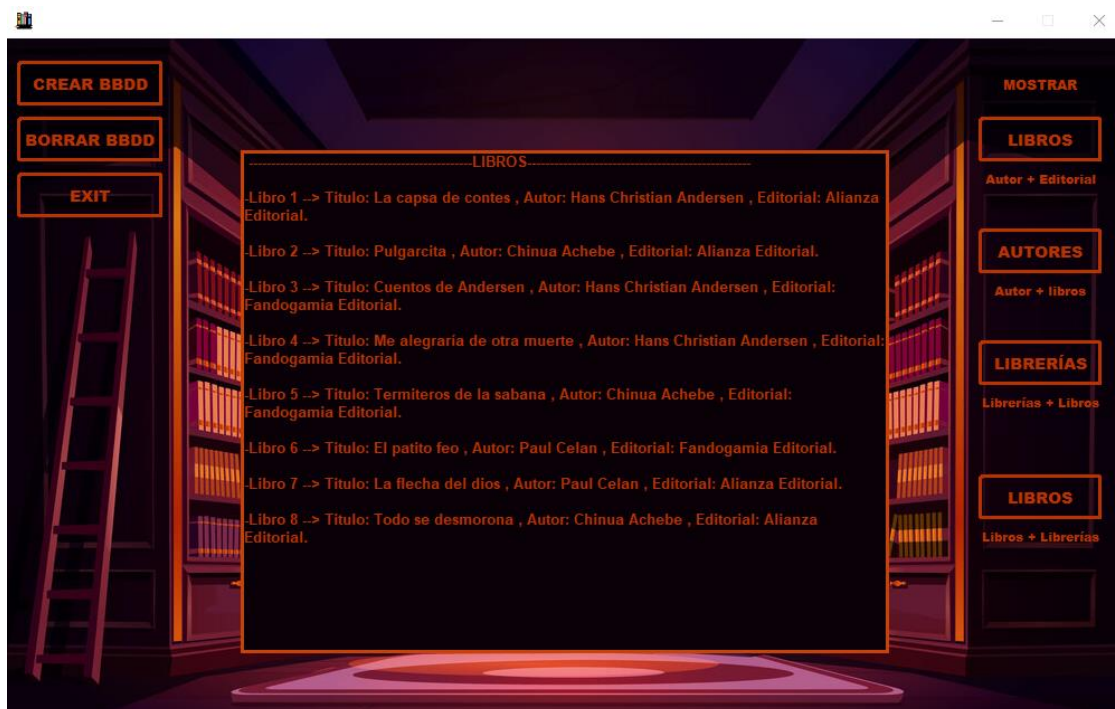 CREAR BBDD
BORRAR BBDD
EXIT
-----------------------------------------------LIBROS-----------------------------------------------
-Libro 1 --> Titulo: La capsa de contes , Autor: Hans Christian Andersen , Editorial: Alianza
Editorial.
-Libro 2 --> Titulo: Pulgarcita , Autor: Chinua Achebe , Editorial: Alianza Editorial.
-Libro 3 --> Titulo: Cuentos de Andersen , Autor: Hans Christian Andersen , Editorial:
Fandogamia Editorial.
-Libro 4 --> Titulo: Me alegraría de otra muerte , Autor: Hans Christian Andersen , Editorial:
Fandogamia Editorial.
-Libro 5 --> Titulo: Termiteros de la sabana , Autor: Chinua Achebe , Editorial:
Fandogamia Editorial.
-Libro 6 --> Titulo: El patito feo , Autor: Paul Celan , Editorial: Fandogamia Editorial.
-Libro 7 --> Titulo: La flecha del dios , Autor: Paul Celan , Editorial: Alianza Editorial.
-Libro 8 --> Titulo: Todo se desmorona , Autor: Chinua Achebe , Editorial: Alianza
Editorial.
MOSTRAR
LIBROS
Autor + Editorial
AUTORES
Autor + libros
LIBRERÍAS
Librerías + Libros
LIBROS
Libros + Librerías